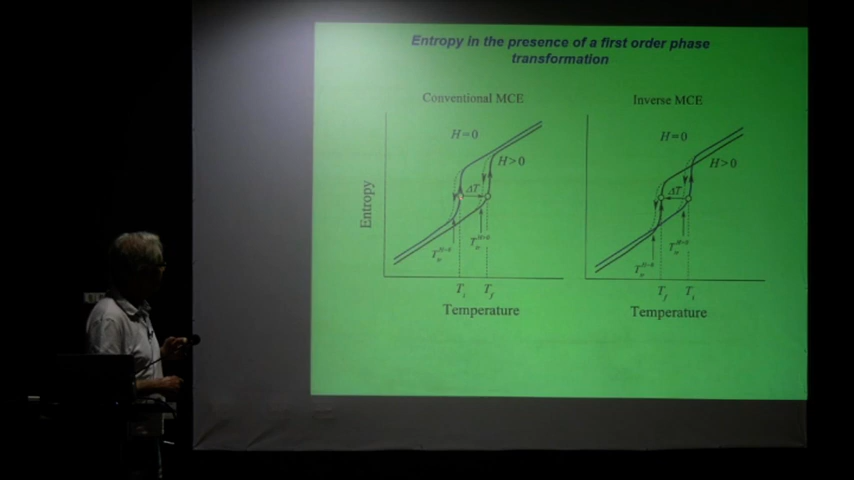 Entropy in the presence of a first order phase
transformation
Conventional MCE
Inverse MCE
H=0
H=0
H>0
H>0
Entropy
ΔT
ΔT
T_i
T_f
T_f
T_i
Temperature
Temperature